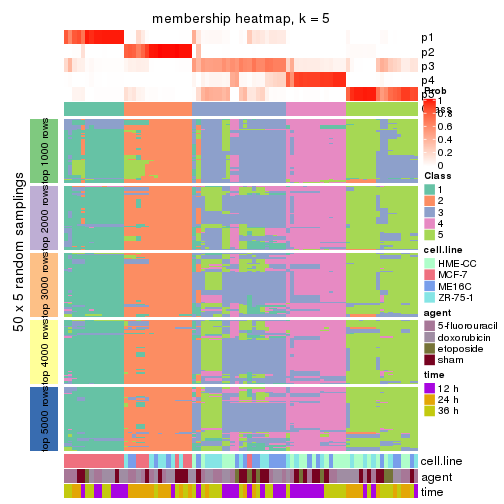 membership heatmap, k = 5
p1
p2
p3
p4
p5
Prob
1
0.8
0.6
0.4
0.2
0
Class
1
2
3
4
5
cell.line
HME-CC
MCF-7
ME16C
ZR-75-1
agent
5-fluorouracil
doxorubicin
etoposide
sham
time
12 h
24 h
36 h
50 x 5 random samplings
top 1000 rows
top 2000 rows
top 3000 rows
top 4000 rows
top 5000 rows
cell.line
agent
time